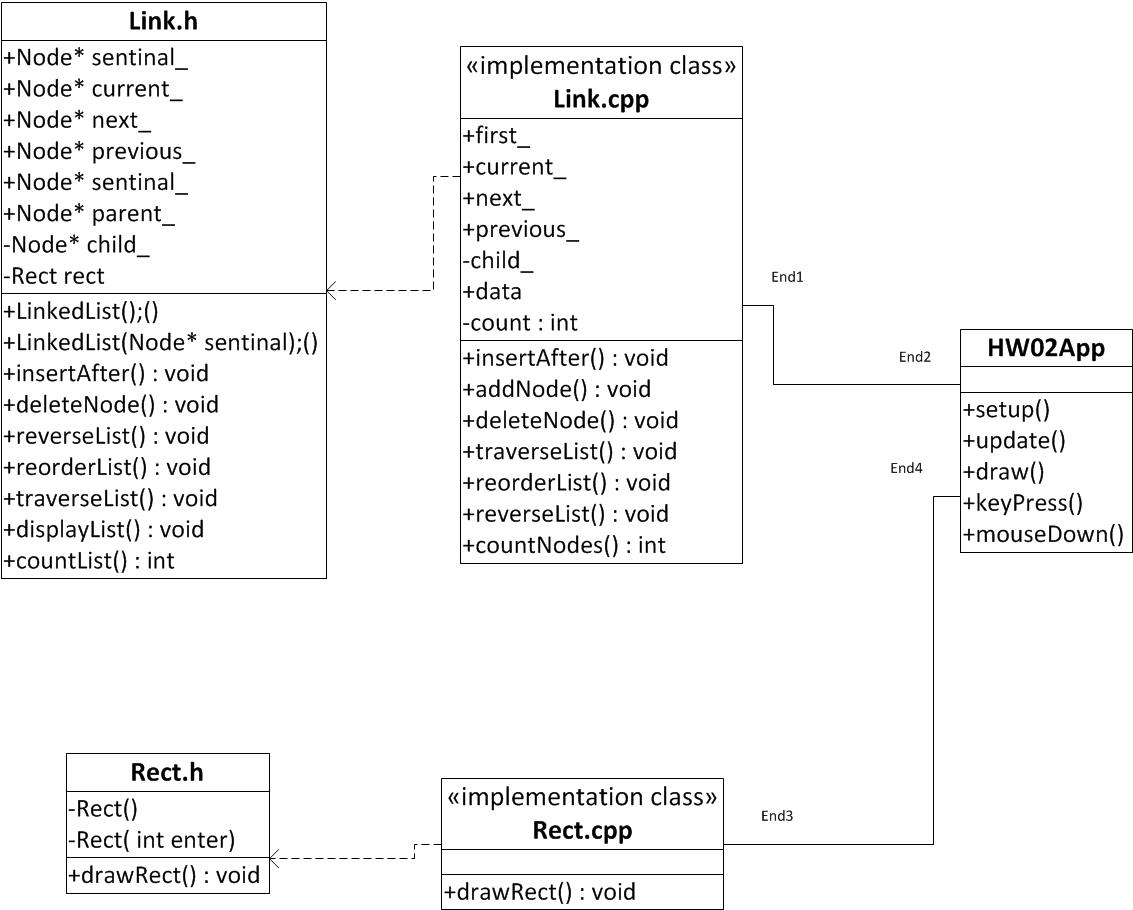 Link.h
+Node* sentinal_
+Node* current_
+Node* next_
+Node* previous_
+Node* sentinal_
+Node* parent_
-Node* child_
-Rect rect
+LinkedList();()
+LinkedList(Node* sentinal);()
+insertAfter() : void
+deleteNode() : void
+reverseList() : void
+reorderList() : void
+traverseList() : void
+displayList() : void
+countList() : int
«implementation class»
Link.cpp
+first_
+current_
+next_
+previous_
-child_
+data
-count : int
+insertAfter() : void
+addNode() : void
+deleteNode() : void
+traverseList() : void
+reorderList() : void
+reverseList() : void
+countNodes() : int
End1
End2
HW02App
+setup()
+update()
+draw()
+keyPress()
+mouseDown()
End4
Rect.h
-Rect()
-Rect( int enter)
+drawRect() : void
«implementation class»
Rect.cpp
+drawRect() : void
End3